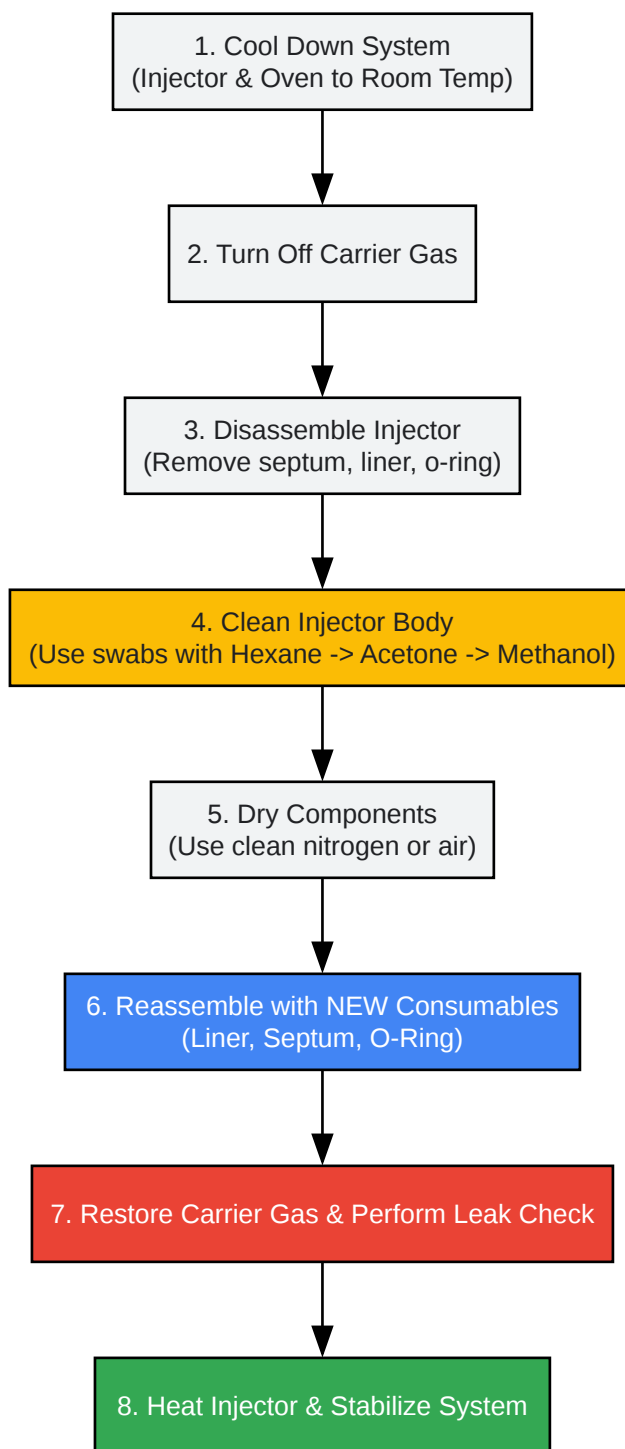 1. Cool Down System
(Injector & Oven to Room Temp)
2. Turn Off Carrier Gas
3. Disassemble Injector
(Remove septum, liner, o-ring)
4. Clean Injector Body
(Use swabs with Hexane -> Acetone -> Methanol)
5. Dry Components
(Use clean nitrogen or air)
6. Reassemble with NEW Consumables
(Liner, Septum, O-Ring)
7. Restore Carrier Gas & Perform Leak Check
8. Heat Injector & Stabilize System